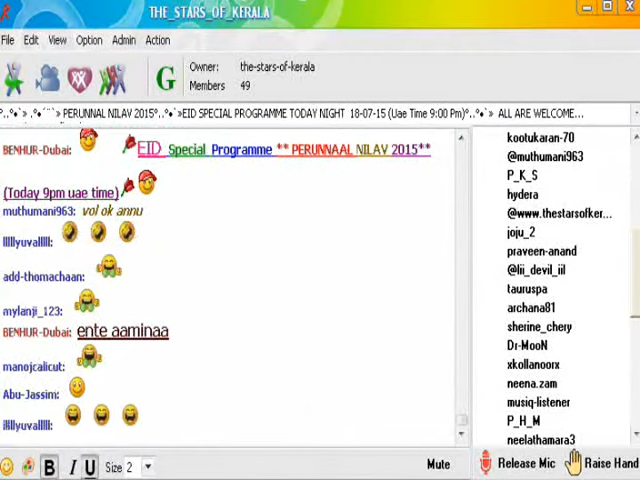 THE_STARS_OF_KERALA
File Edit View Option Admin Action
Owner: the-stars-of-kerala
Members 49
PERUNNAL NILAV 2015 EID SPECIAL PROGRAMME TODAY NIGHT 18-07-15 (Uae Time 9:00 Pm) ALL ARE WELCOME...
BENHUR-Dubai: EID Special Programme ** PERUNNAAL NILAV 2015**
(Today 9pm uae time)
muthumani963: vol ok annu
add-thomachaan:
mylanji_123:
BENHUR-Dubai: ente aaminaa
manojcalicut:
Abu-Jassim:
kootukaran-70
@muthumani963
P_K_S
hydera
@www.thestarsofker...
joju_2
praveen-anand
@lii_devil_iil
tauruspa
archana81
sherine_chery
Dr-MooN
xkollanoorx
neena.zam
musiq-listener
P_H_M
neelathamara3
B I U Size 2 Mute Release Mic Raise Hand